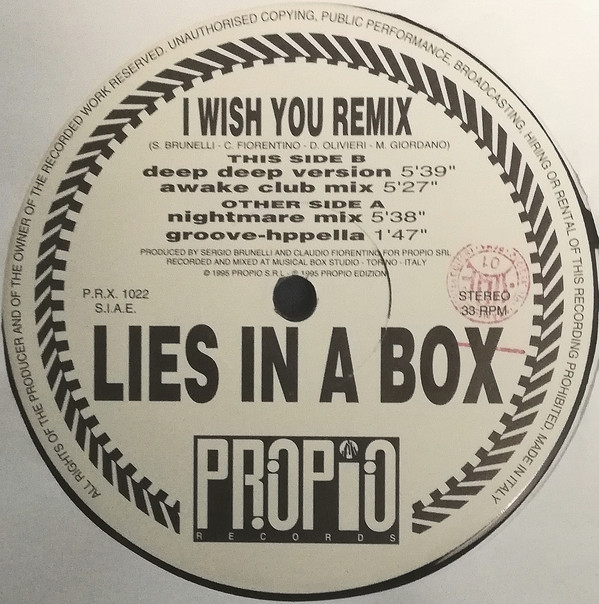 ALL RIGHTS OF THE PRODUCER AND OF THE OWNER OF THE RECORDED WORK RESERVED. UNAUTHORISED COPYING, PUBLIC PERFORMANCE, BROADCASTING, HIRING OR RENTAL OF THIS RECORDING PROHIBITED. MADE IN ITALY
I WISH YOU REMIX
(S. BRUNELLI - C. FIORENTINO - D. OLIVIERI - M. GIORDANO)
THIS SIDE B
deep deep version 5'39"
awake club mix 5'27"
OTHER SIDE A
nightmare mix 5'38"
groove-hppella 1'47"
PRODUCED BY SERGIO BRUNELLI AND CLAUDIO FIORENTINO FOR PROPIO SRL
RECORDED AND MIXED AT MUSICAL BOX STUDIO - TORINO - ITALY
© 1995 PROPIO S.R.L. - ℗ 1995 PROPIO EDIZIONI
P.R.X. 1022
S.I.A.E.
STEREO
33 RPM
LIES IN A BOX
PROPIO
RECORDS